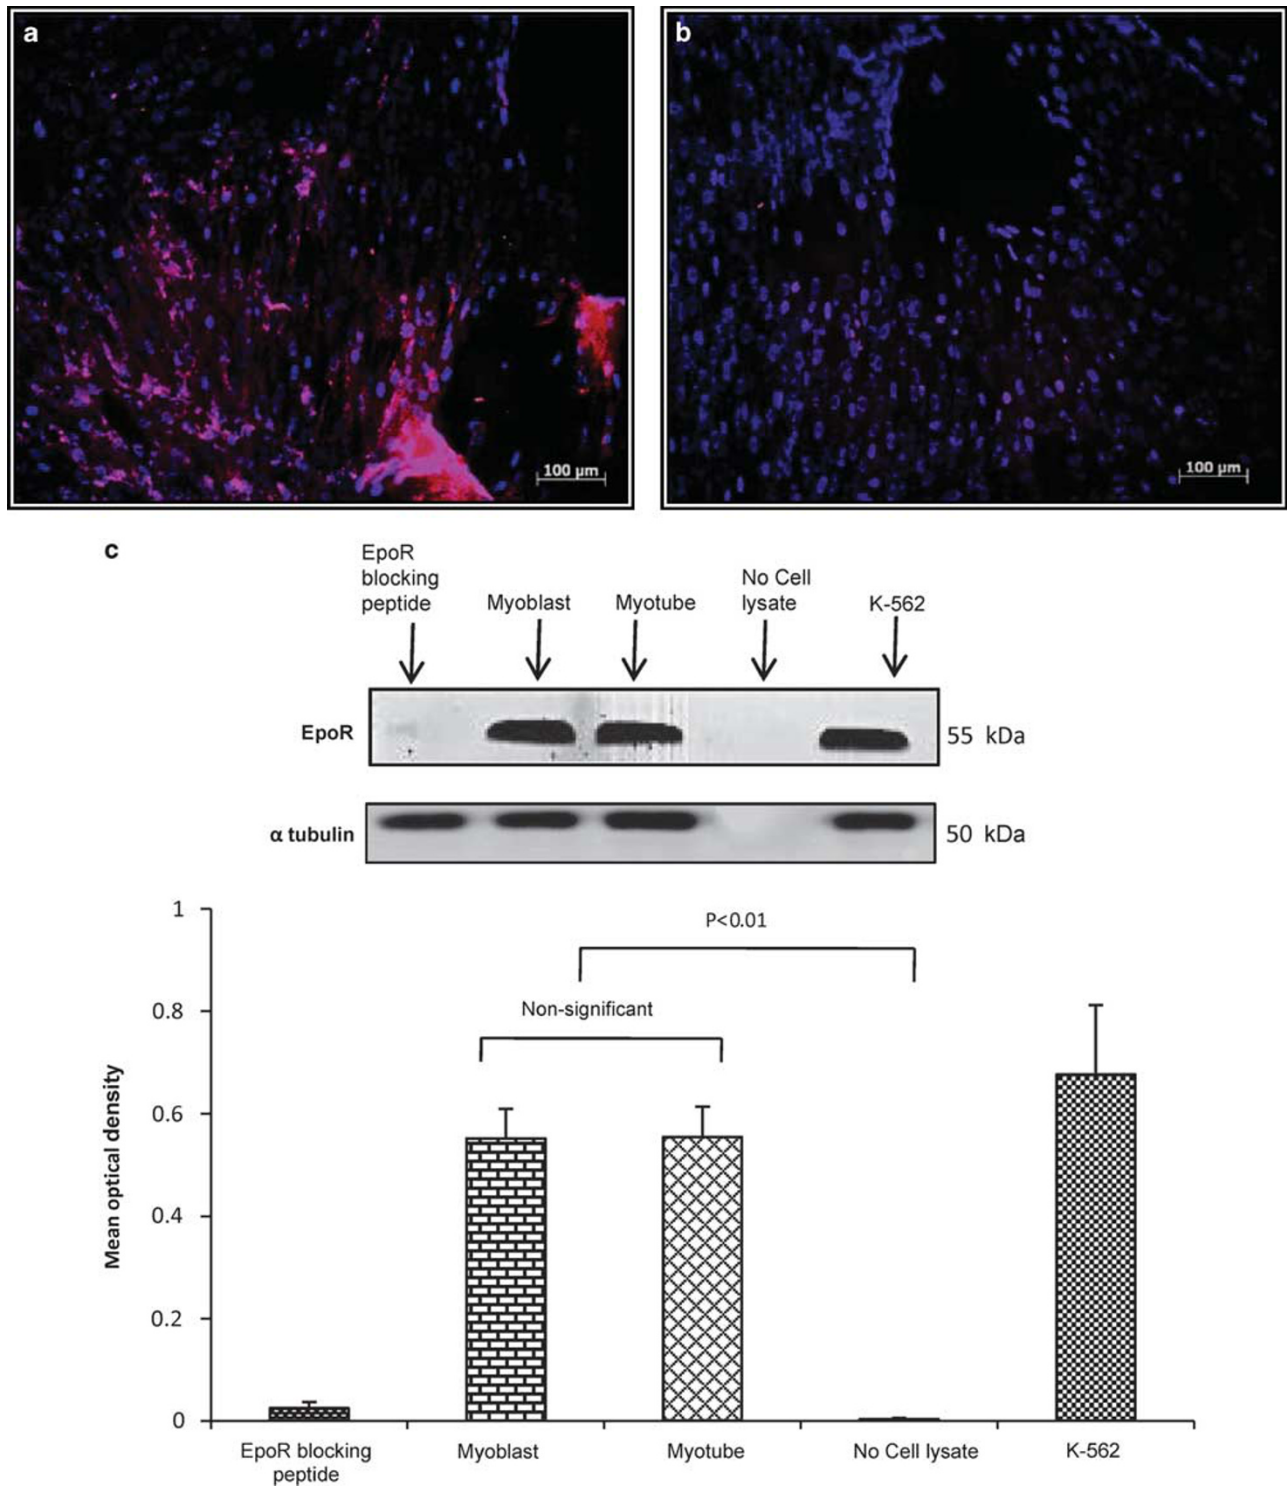 a
b
100 µm
100 µm
c
EpoR
blocking
peptide
Myoblast
Myotube
No Cell
lysate
K-562
EpoR
55 kDa
α tubulin
50 kDa
1
P<0.01
0.8
Non-significant
0.6
Mean optical density
0.4
0.2
0
EpoR blocking
peptide
Myoblast
Myotube
No Cell lysate
K-562